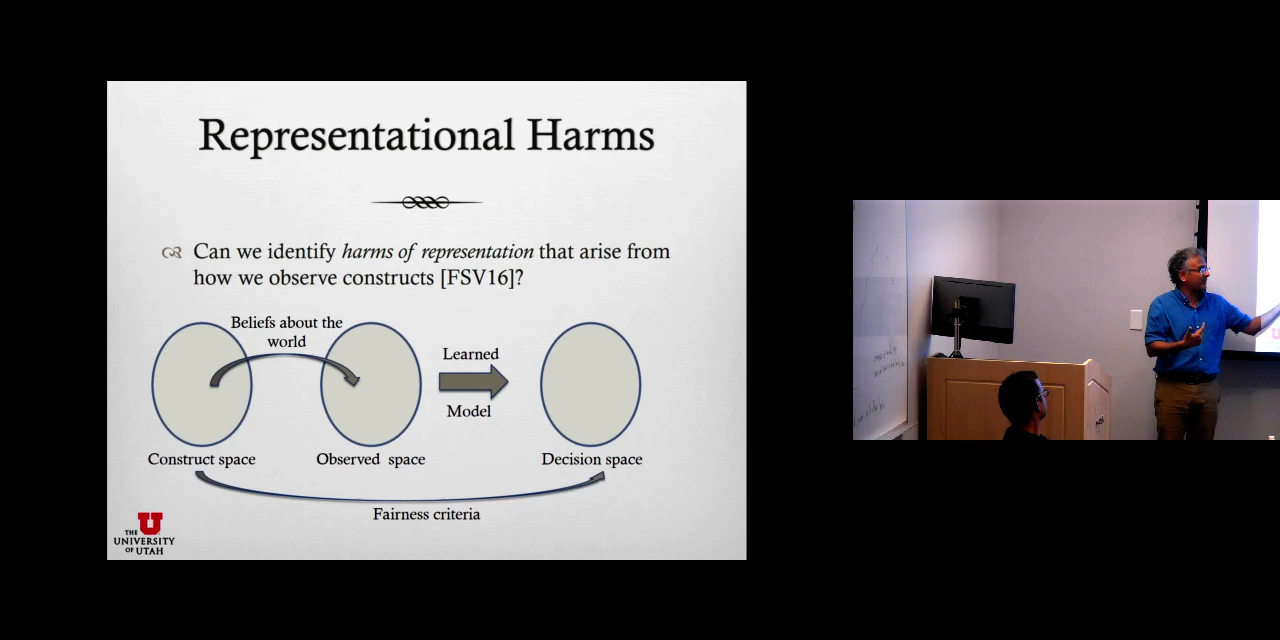 Representational Harms
Can we identify harms of representation that arise from
how we observe constructs [FSV16]?
Beliefs about the
world
Learned
Model
Construct space
Observed space
Decision space
Fairness criteria
THE
UNIVERSITY
OF UTAH